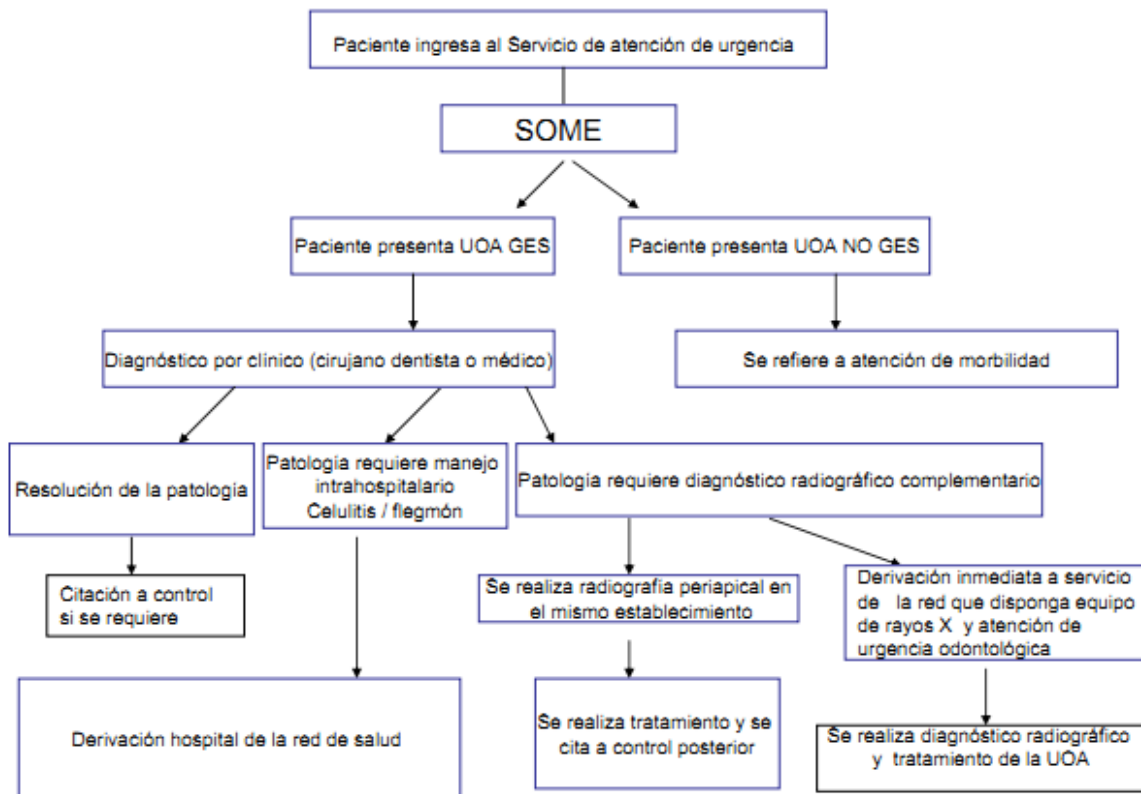 Paciente ingresa al Servicio de atención de urgencia
SOME
Paciente presenta UOA GES
Paciente presenta UOA NO GES
Diagnóstico por clínico (cirujano dentista o médico)
Se refiere a atención de morbilidad
Resolución de la patología
Patología requiere manejo
intrahospitalario
Celulitis / flegmón
Patología requiere diagnóstico radiográfico complementario
Citación a control
si se requiere
Se realiza radiografía periapical en
el mismo establecimiento
Derivación inmediata a servicio
de la red que disponga equipo
de rayos X y atención de
urgencia odontológica
Derivación hospital de la red de salud
Se realiza tratamiento y se
cita a control posterior
Se realiza diagnóstico radiográfico
y tratamiento de la UOA